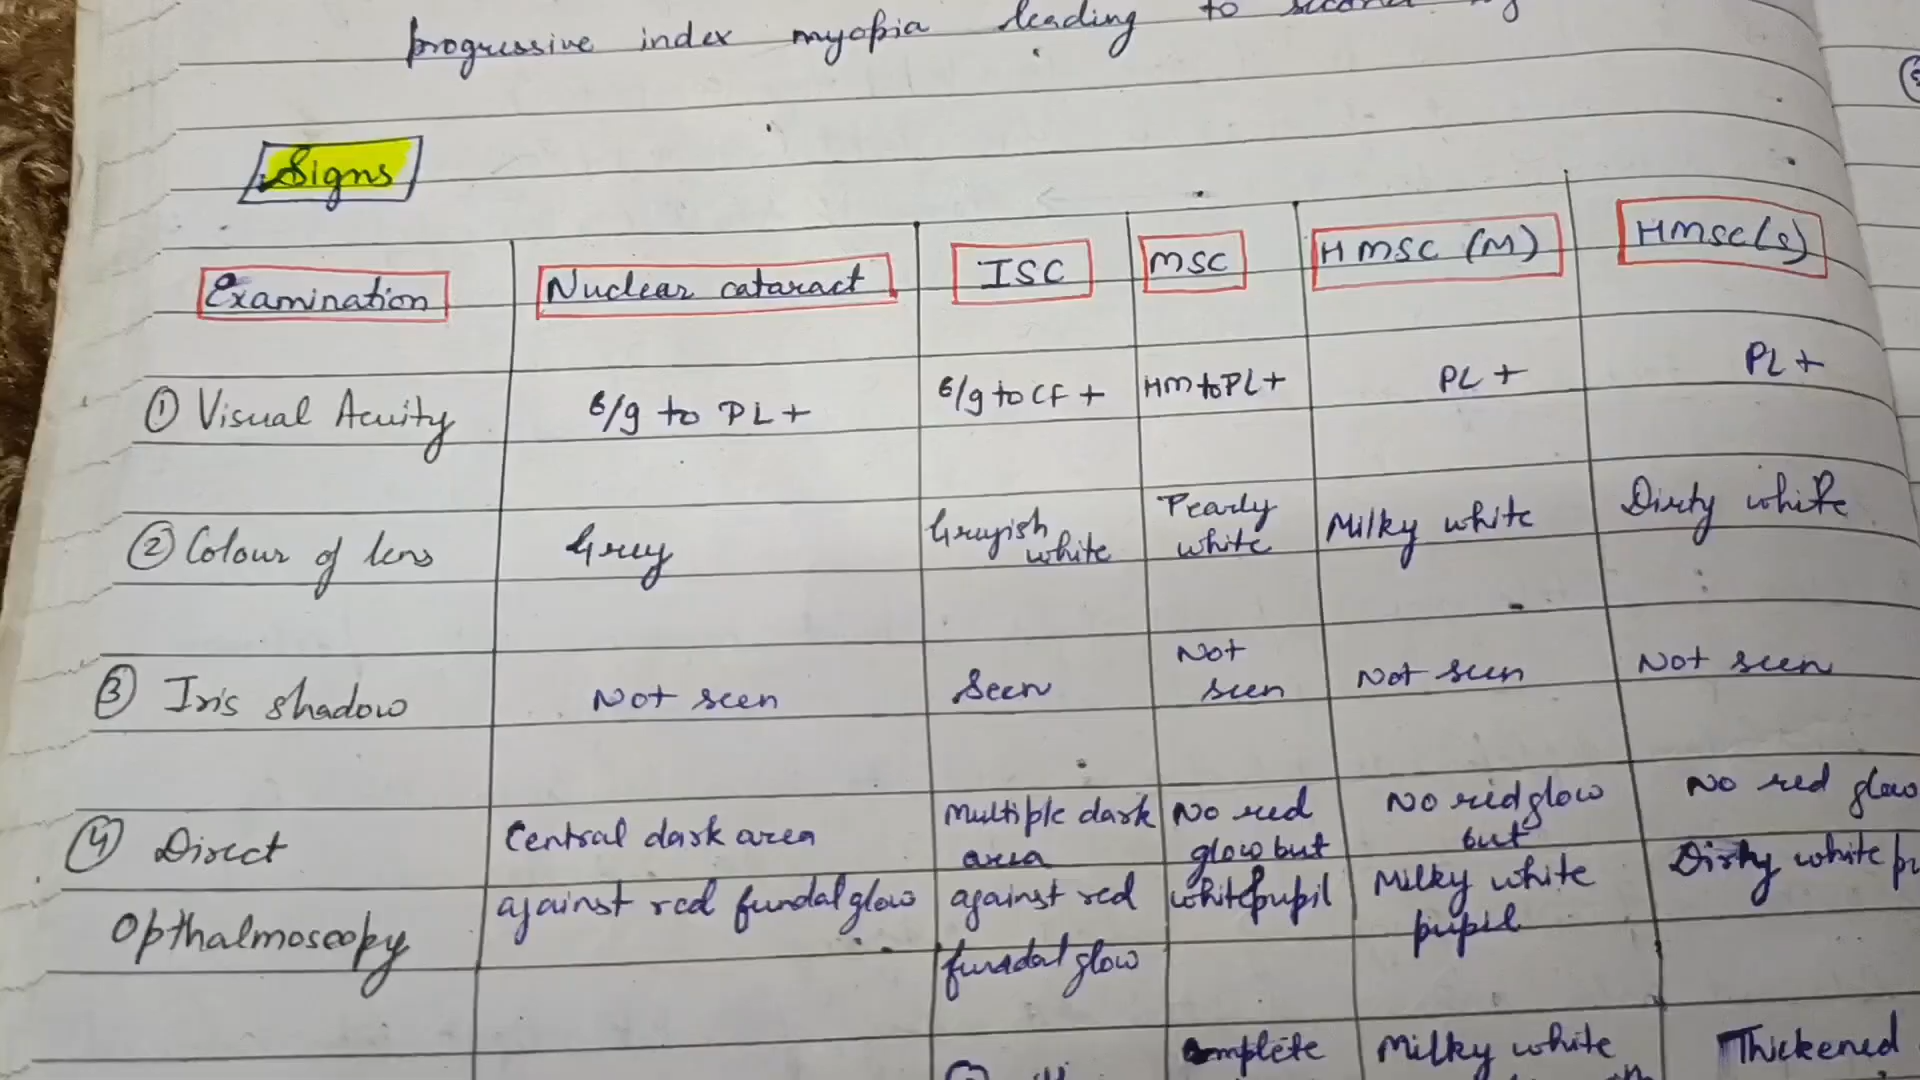 progressive index myopia leading to
Signs
Examination Nuclear cataract ISC MSC HMSC (M) HMSC(S)
① Visual Acuity 6/9 to PL+ 6/9 to CF + HM to PL+ PL + PL +
② Colour of lens Grey Greyish white Pearly white Milky white Dirty white
③ Iris shadow Not seen Seen Not seen Not seen Not seen
④ Direct Central dark area Multiple dark area No red glow but No red glow but No red glow
Opthalmoscopy against red fundal glow against red fundal glow white pupil Milky white pupil Dirty white
Complete Milky white Thickened